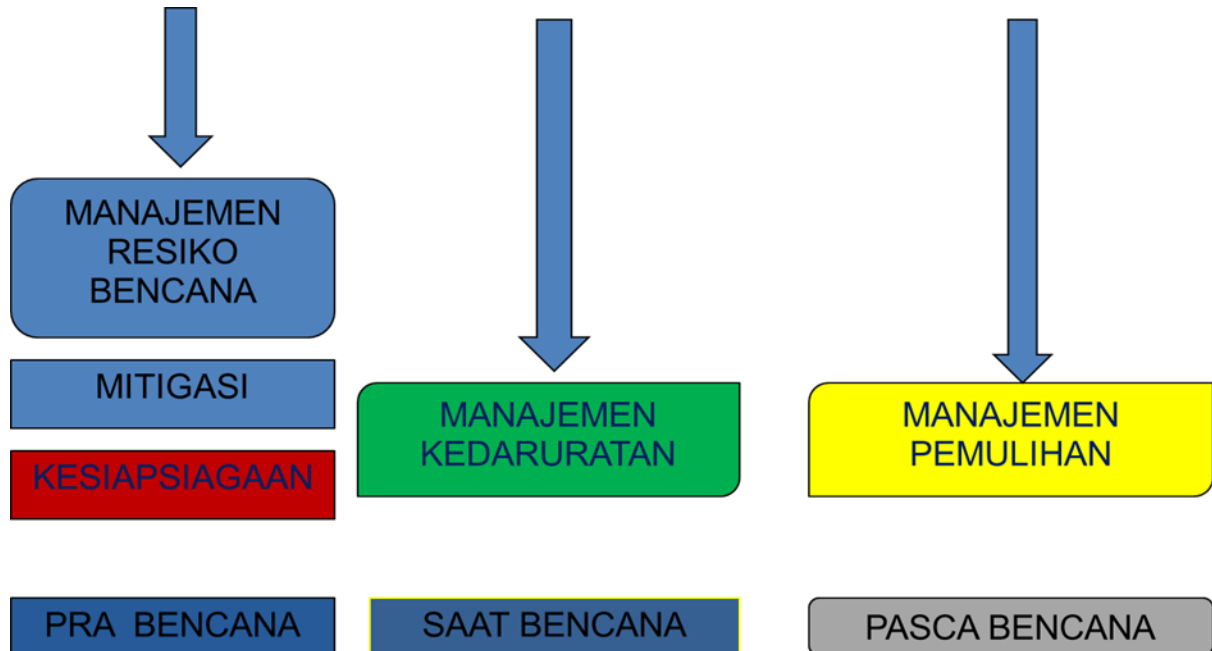 MANAJEMEN
RESIKO
BENCANA
MITIGASI
KESIAPSIAGAAN
MANAJEMEN
KEDARURATAN
MANAJEMEN
PEMULIHAN
PRA BENCANA
SAAT BENCANA
PASCA BENCANA